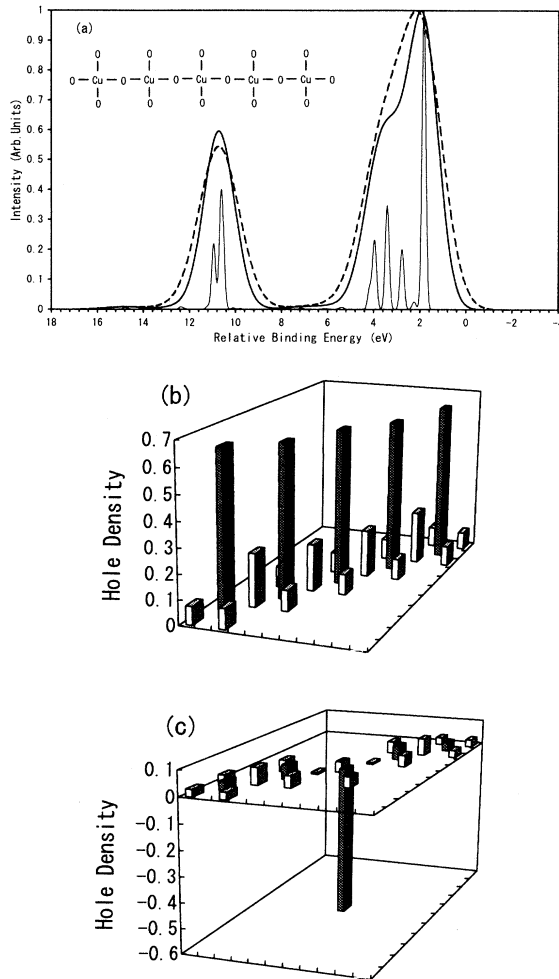 (a)
O O O O O
O Cu O Cu O Cu O Cu O Cu O
O O O O O
Intensity (Arb.Units)
1
0.9
0.8
0.7
0.6
0.5
0.4
0.3
0.2
0.1
0
18 16 14 12 10 8 6 4 2 0 -2 -4
Relative Binding Energy (eV)
(b)
Hole Density
0.7
0.6
0.5
0.4
0.3
0.2
0.1
0
(c)
Hole Density
0.1
0
-0.1
-0.2
-0.3
-0.4
-0.5
-0.6